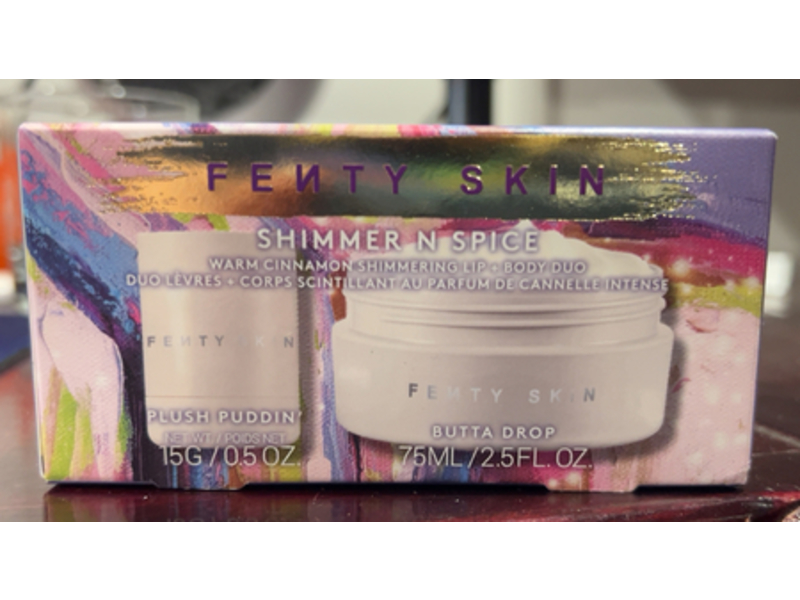 FENTY SKIN
SHIMMER N SPICE
WARM CINNAMON SHIMMERING LIP + BODY DUO
DUO LÈVRES + CORPS SCINTILLANT AU PARFUM DE CANNELLE INTENSE
FENTY SKIN
FENTY SKIN
PLUSH PUDDIN'
NET WT. / POIDS NET
15G / 0.5 OZ.
BUTTA DROP
75ML / 2.5FL. OZ.